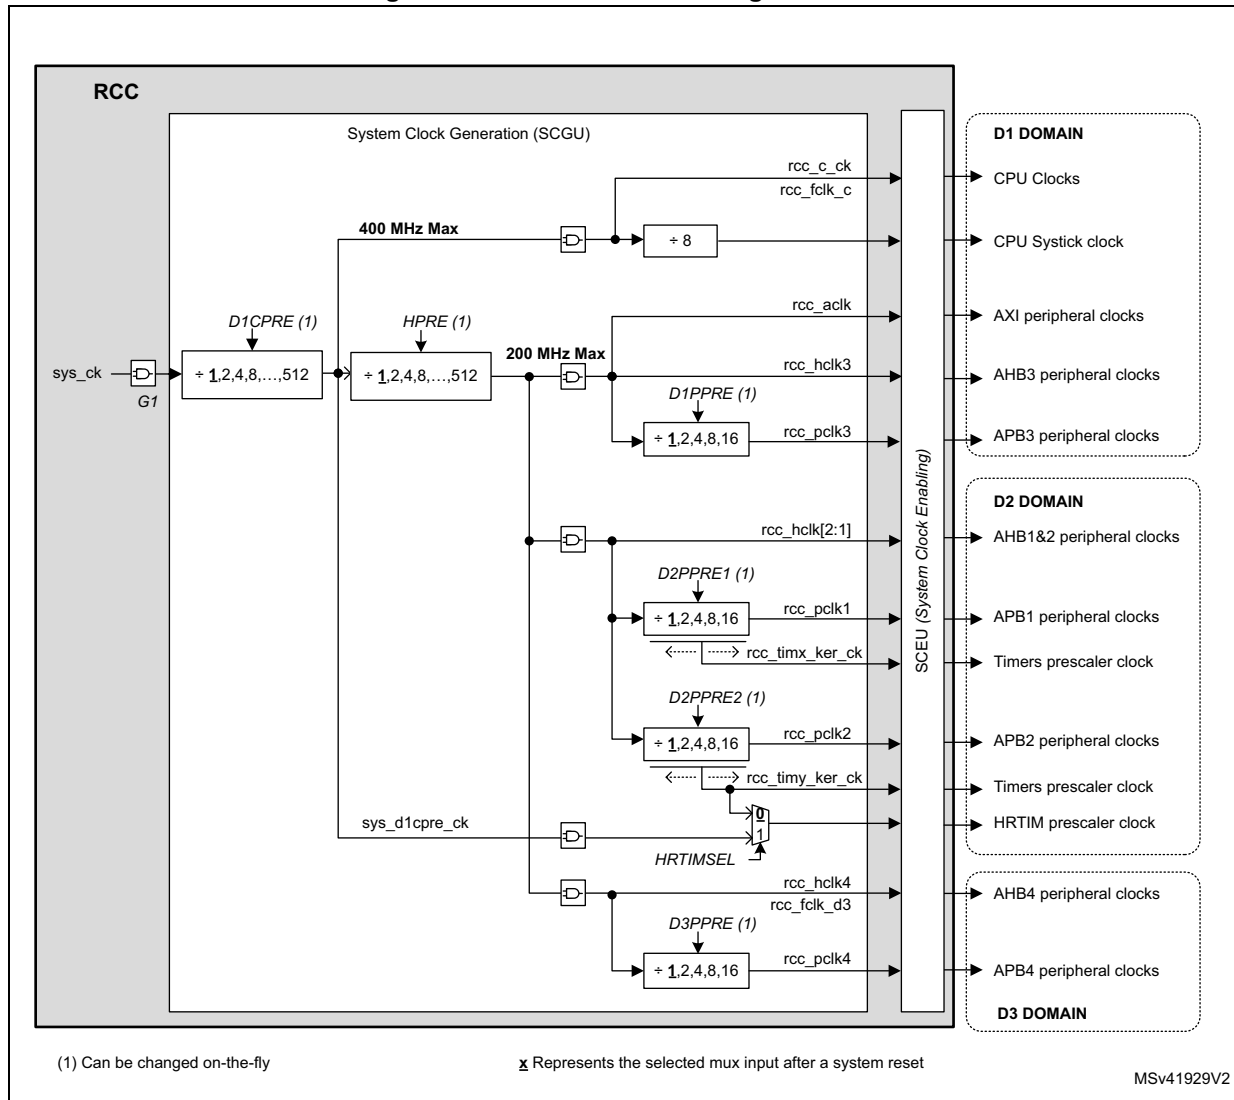 RCC
System Clock Generation (SCGU)
D1 DOMAIN
rcc_c_ck
CPU Clocks
rcc_fclk_c
400 MHz Max
÷ 8
CPU Systick clock
rcc_aclk
AXI peripheral clocks
D1CPRE (1)
HPRE (1)
200 MHz Max
sys_ck
G1
÷ 1,2,4,8,...,512
÷ 1,2,4,8,...,512
rcc_hclk3
AHB3 peripheral clocks
D1PPRE (1)
÷ 1,2,4,8,16
rcc_pclk3
APB3 peripheral clocks
SCEU (System Clock Enabling)
D2 DOMAIN
rcc_hclk[2:1]
AHB1&2 peripheral clocks
D2PPRE1 (1)
÷ 1,2,4,8,16
rcc_pclk1
APB1 peripheral clocks
rcc_timx_ker_ck
Timers prescaler clock
D2PPRE2 (1)
÷ 1,2,4,8,16
rcc_pclk2
APB2 peripheral clocks
rcc_timy_ker_ck
Timers prescaler clock
sys_d1cpre_ck
0
1
HRTIM prescaler clock
HRTIMSEL
rcc_hclk4
AHB4 peripheral clocks
rcc_fclk_d3
D3PPRE (1)
÷ 1,2,4,8,16
rcc_pclk4
APB4 peripheral clocks
D3 DOMAIN
(1) Can be changed on-the-fly
x Represents the selected mux input after a system reset
MSv41929V2